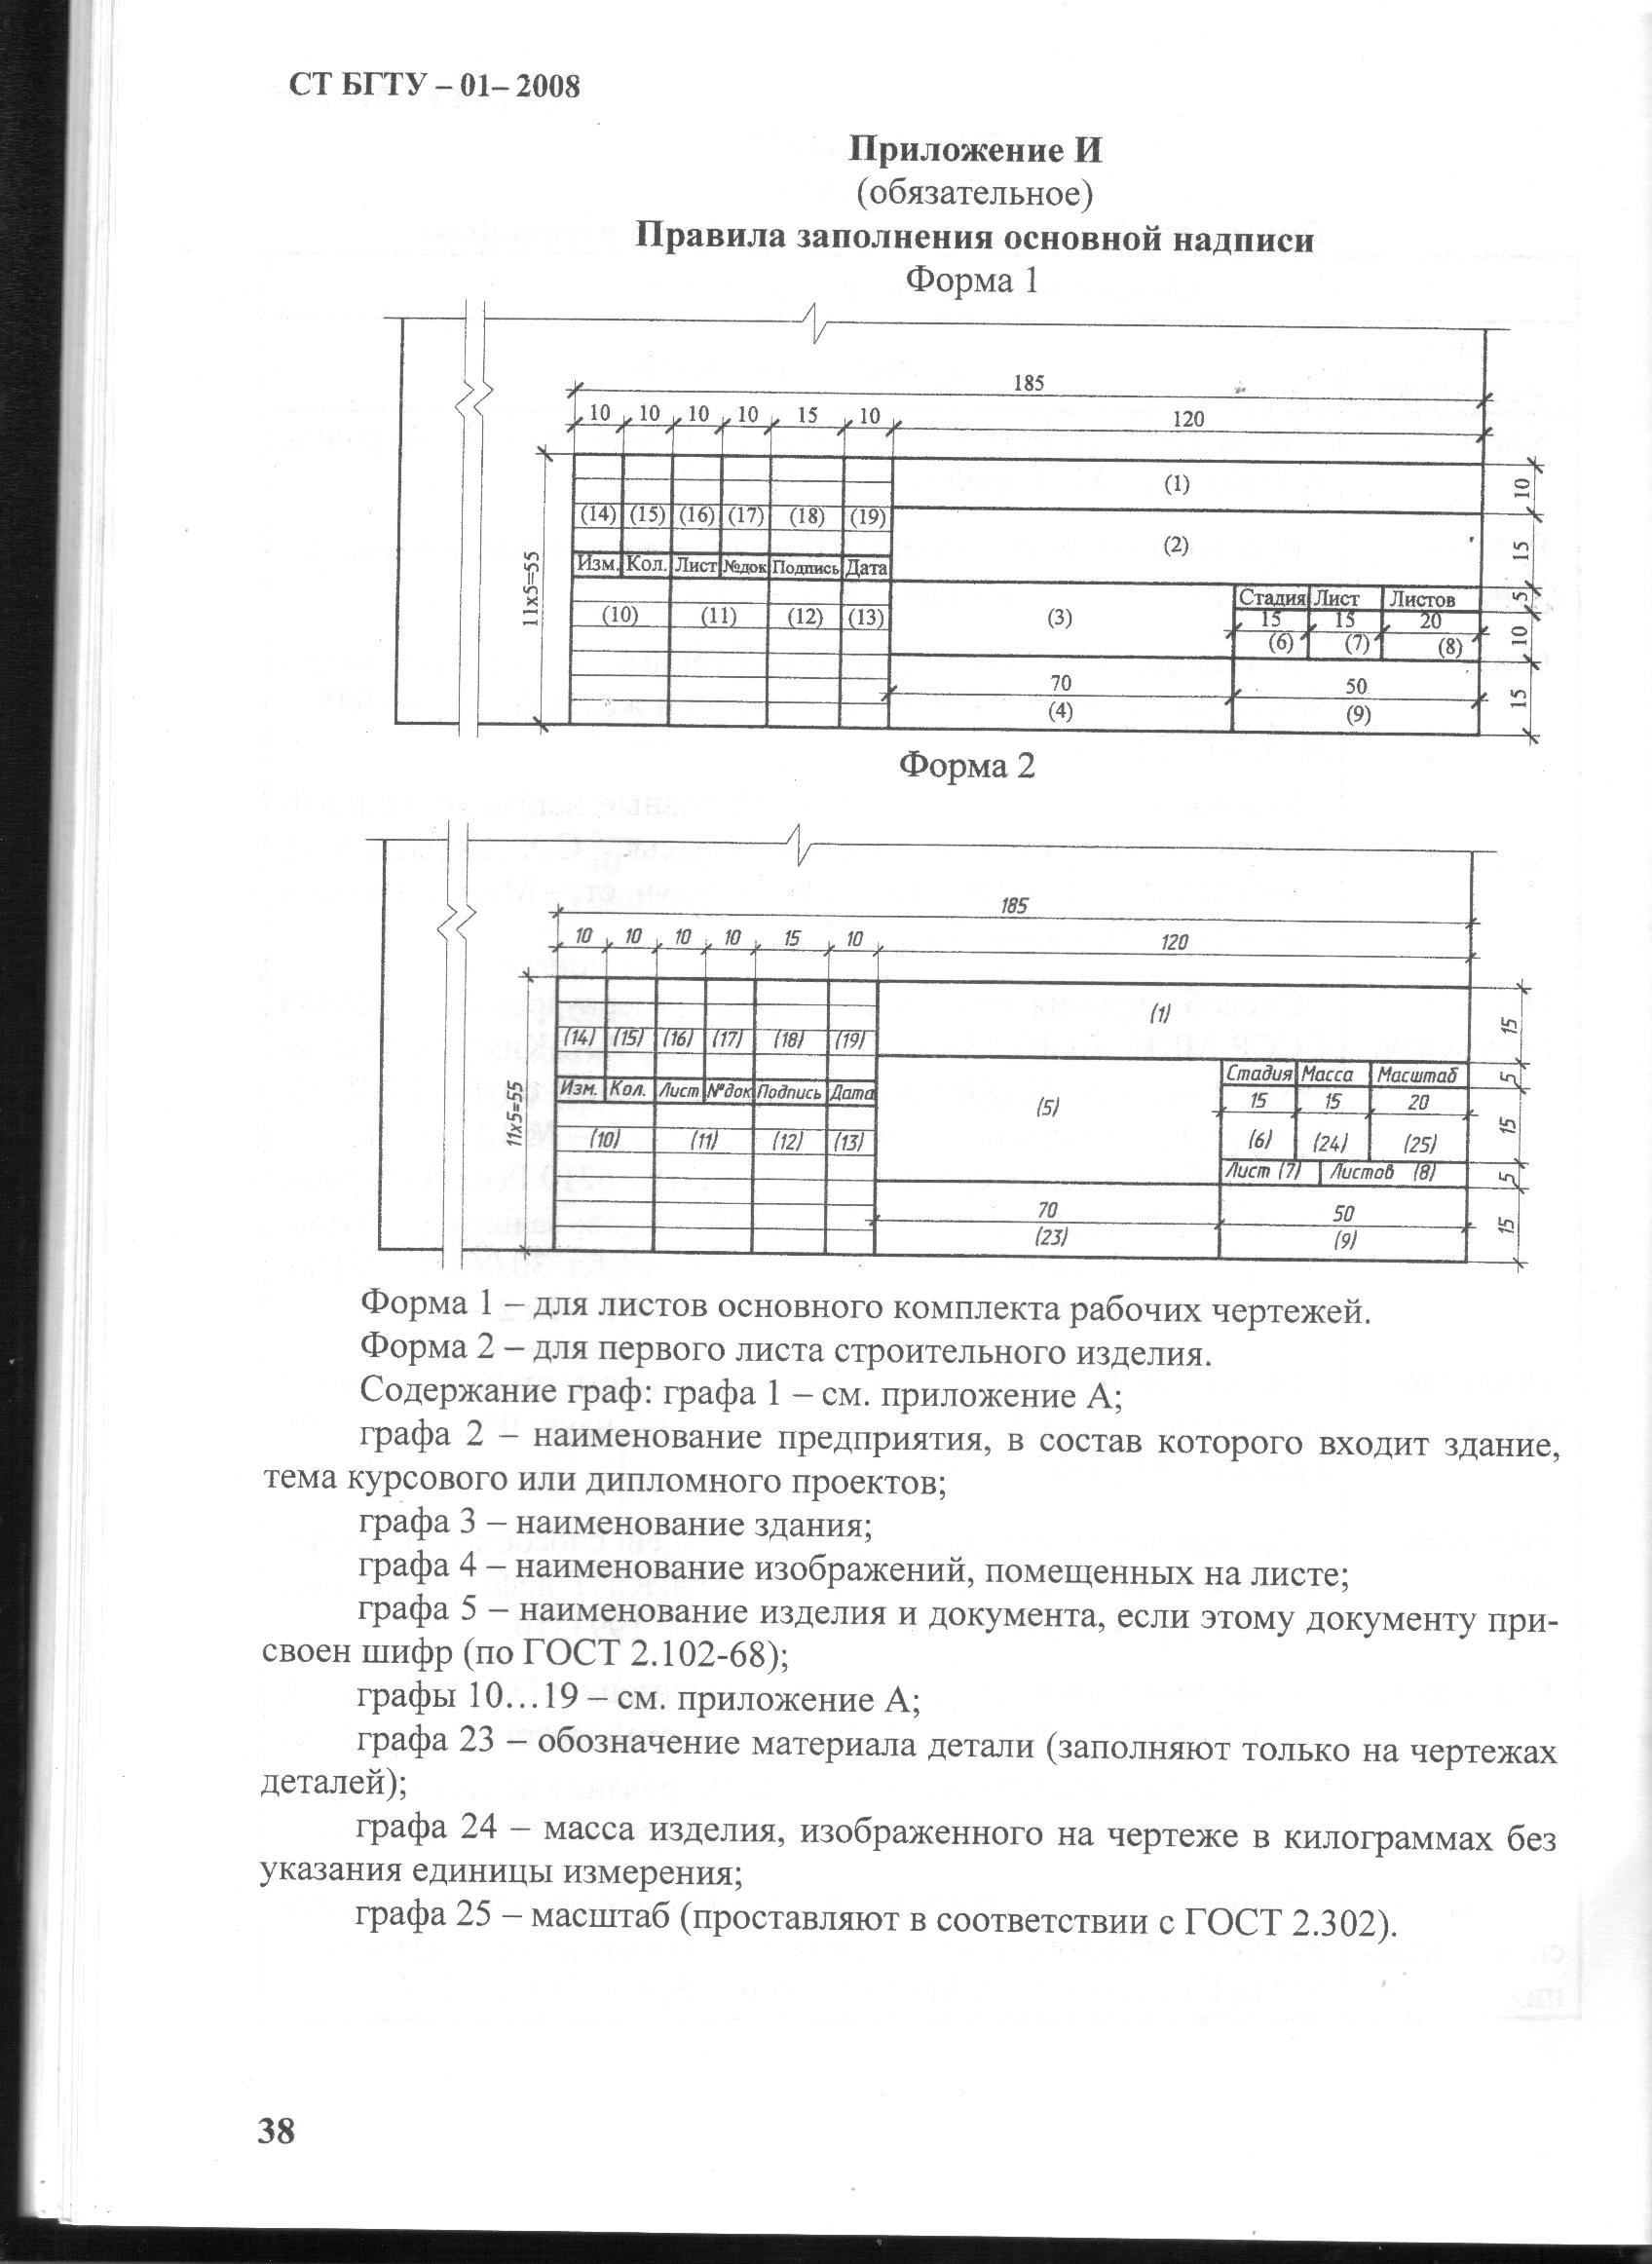 СТ БГТУ – 01– 2008
Приложение И
(обязательное)
Правила заполнения основной надписи
Форма 1
185
10 10 10 10 15 10 120
(1) 10
(14) (15) (16) (17) (18) (19)
(2) 15
11х5=55
Изм. Кол. Лист №док Подпись Дата
Стадия Лист Листов 5
(10) (11) (12) (13) (3) 15 15 20
(6) (7) (8) 10
70 50
(4) (9) 15
Форма 2
185
10 10 10 10 15 10 120
(1) 15
(14) (15) (16) (17) (18) (19)
Стадия Масса Масштаб 5
Изм. Кол. Лист №док Подпись Дата
11х5=55
(5) 15 15 20 15
(10) (11) (12) (13) (6) (24) (25)
Лист (7) Листов (8) 5
70 50
(23) (9) 15
Форма 1 – для листов основного комплекта рабочих чертежей.
Форма 2 – для первого листа строительного изделия.
Содержание граф: графа 1 – см. приложение А;
графа 2 – наименование предприятия, в состав которого входит здание,
тема курсового или дипломного проектов;
графа 3 – наименование здания;
графа 4 – наименование изображений, помещенных на листе;
графа 5 – наименование изделия и документа, если этому документу при-
своен шифр (по ГОСТ 2.102-68);
графы 10…19 – см. приложение А;
графа 23 – обозначение материала детали (заполняют только на чертежах
деталей);
графа 24 – масса изделия, изображенного на чертеже в килограммах без
указания единицы измерения;
графа 25 – масштаб (проставляют в соответствии с ГОСТ 2.302).
38